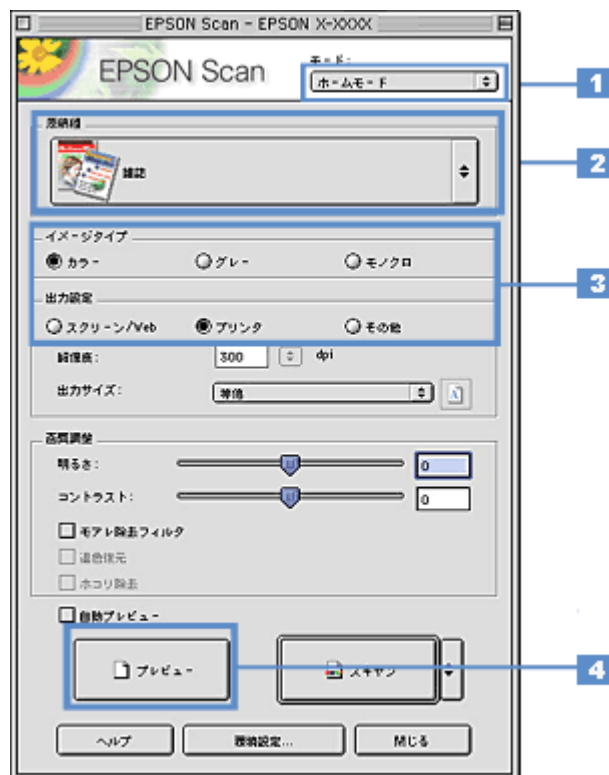 EPSON Scan - EPSON X-XXXX
EPSON Scan
モード:
ホームモード
1
原稿種
雑誌
2
イメージタイプ
カラー グレー モノクロ
出力設定
3
スクリーン/Web プリンタ その他
解像度: 300 dpi
出力サイズ: 等倍
A
画質調整
明るさ: 0
コントラスト: 0
モアレ除去フィルタ
退色復元
ホコリ除去
自動プレビュー
プレビュー スキャン
4
ヘルプ 環境設定... 閉じる